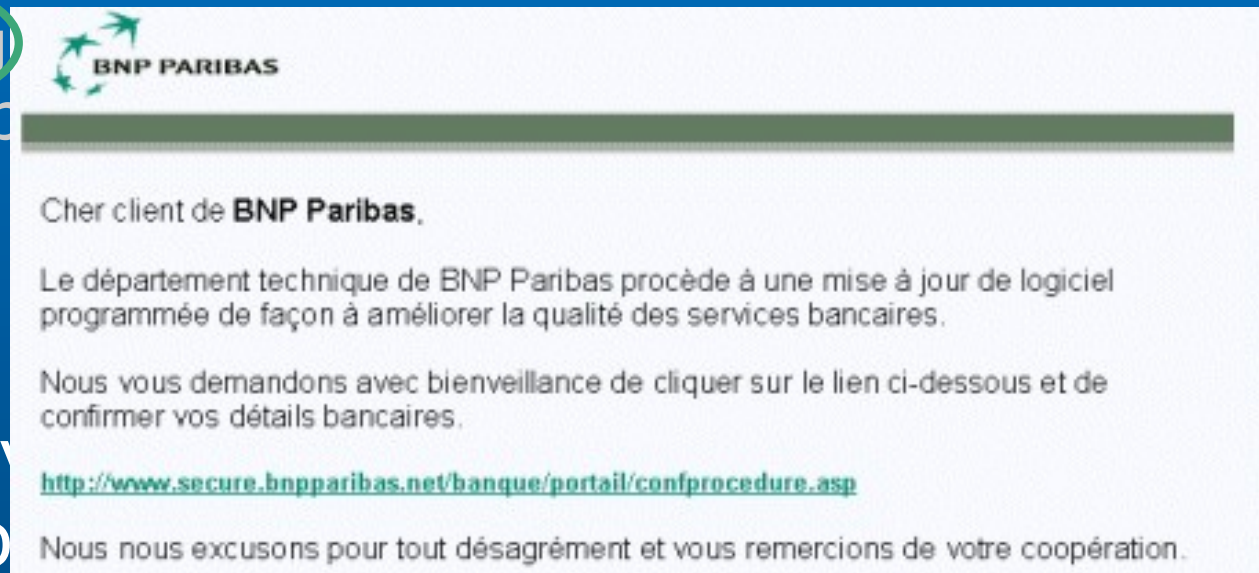 BNP PARIBAS
Cher client de BNP Paribas,
Le département technique de BNP Paribas procède à une mise à jour de logiciel
programmée de façon à améliorer la qualité des services bancaires.
Nous vous demandons avec bienveillance de cliquer sur le lien ci-dessous et de
confirmer vos détails bancaires.
http://www.secure.bnpparibas.net/banque/portail/confprocedure.asp
Nous nous excusons pour tout désagrément et vous remercions de votre coopération.